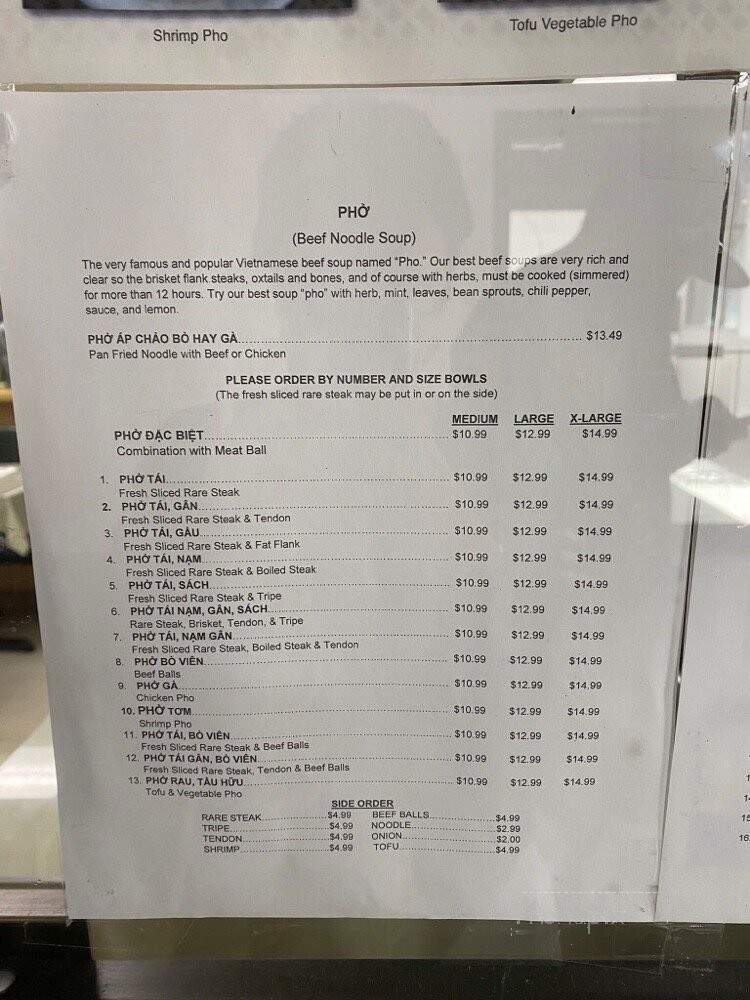 Shrimp Pho
Tofu Vegetable Pho
PHỞ
(Beef Noodle Soup)
The very famous and popular Vietnamese beef soup named "Pho." Our best beef soups are very rich and
clear so the brisket flank steaks, oxtails and bones, and of course with herbs, must be cooked (simmered)
for more than 12 hours. Try our best soup "pho" with herb, mint, leaves, bean sprouts, chili pepper,
sauce, and lemon.
PHỞ ÁP CHẢO BÒ HAY GÀ $13.49
Pan Fried Noodle with Beef or Chicken
PLEASE ORDER BY NUMBER AND SIZE BOWLS
(The fresh sliced rare steak may be put in or on the side)
MEDIUM LARGE X-LARGE
PHỞ ĐẶC BIỆT $10.99 $12.99 $14.99
Combination with Meat Ball
1. PHỞ TÁI $10.99 $12.99 $14.99
Fresh Sliced Rare Steak
2. PHỞ TÁI, GÂN $10.99 $12.99 $14.99
Fresh Sliced Rare Steak & Tendon
3. PHỞ TÁI, GẦU $10.99 $12.99 $14.99
Fresh Sliced Rare Steak & Fat Flank
4. PHỞ TÁI, NẠM $10.99 $12.99 $14.99
Fresh Sliced Rare Steak & Boiled Steak
5. PHỞ TÁI, SÁCH $10.99 $12.99 $14.99
Fresh Sliced Rare Steak & Tripe
6. PHỞ TÁI NẠM, GÂN, SÁCH $10.99 $12.99 $14.99
Rare Steak, Brisket, Tendon, & Tripe
7. PHỞ TÁI, NẠM GÂN $10.99 $12.99 $14.99
Fresh Sliced Rare Steak, Boiled Steak & Tendon
8. PHỞ BÒ VIÊN $10.99 $12.99 $14.99
Beef Balls
9. PHỞ GÀ $10.99 $12.99 $14.99
Chicken Pho
10. PHỞ TƠM $10.99 $12.99 $14.99
Shrimp Pho
11. PHỞ TÁI, BÒ VIÊN $10.99 $12.99 $14.99
Fresh Sliced Rare Steak & Beef Balls
12. PHỞ TÁI GÂN, BÒ VIÊN $10.99 $12.99 $14.99
Fresh Sliced Rare Steak, Tendon & Beef Balls
13. PHỞ RAU, TÀU HỮU $10.99 $12.99 $14.99
Tofu & Vegetable Pho
SIDE ORDER
RARE STEAK $4.99 BEEF BALLS $4.99
TRIPE $4.99 NOODLE $2.99
TENDON $4.99 ONION $2.00
SHRIMP $4.99 TOFU $4.99